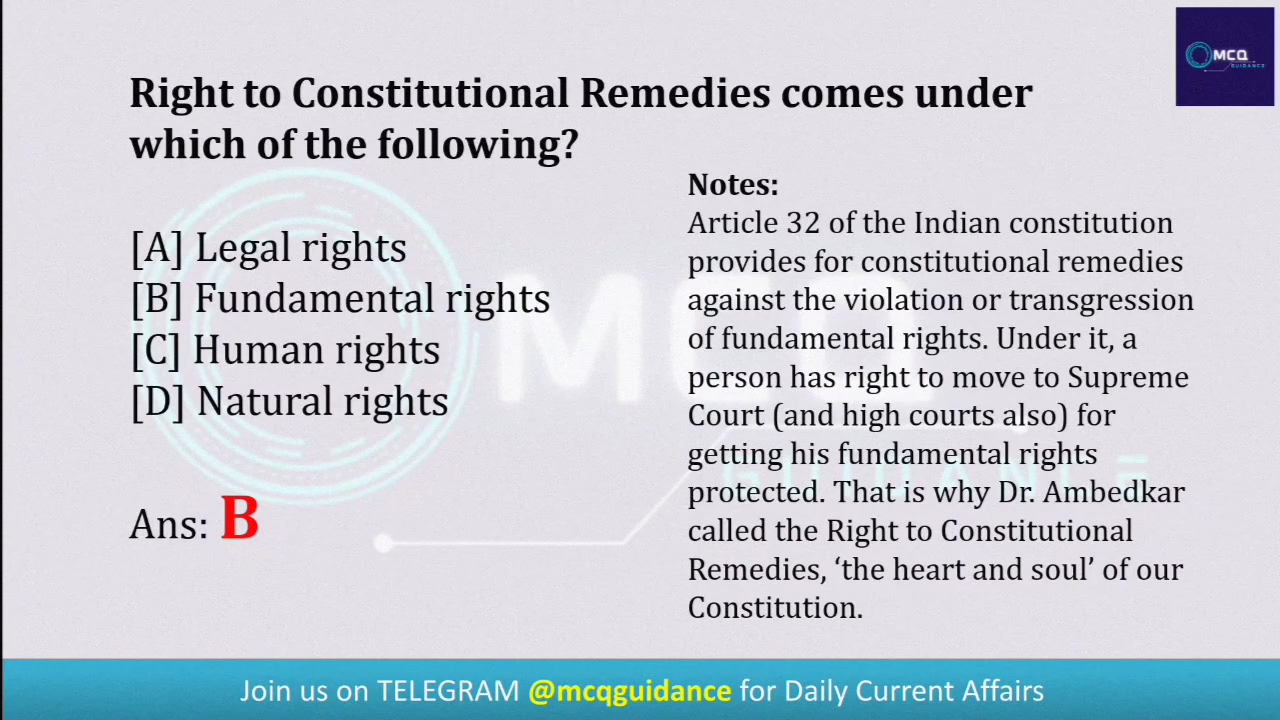 MCQ
GUIDANCE
Right to Constitutional Remedies comes under
which of the following?
[A] Legal rights
[B] Fundamental rights
[C] Human rights
[D] Natural rights
Ans: B
Notes:
Article 32 of the Indian constitution
provides for constitutional remedies
against the violation or transgression
of fundamental rights. Under it, a
person has right to move to Supreme
Court (and high courts also) for
getting his fundamental rights
protected. That is why Dr. Ambedkar
called the Right to Constitutional
Remedies, ‘the heart and soul’ of our
Constitution.
MCQ
GUIDANCE
Join us on TELEGRAM @mcqguidance for Daily Current Affairs